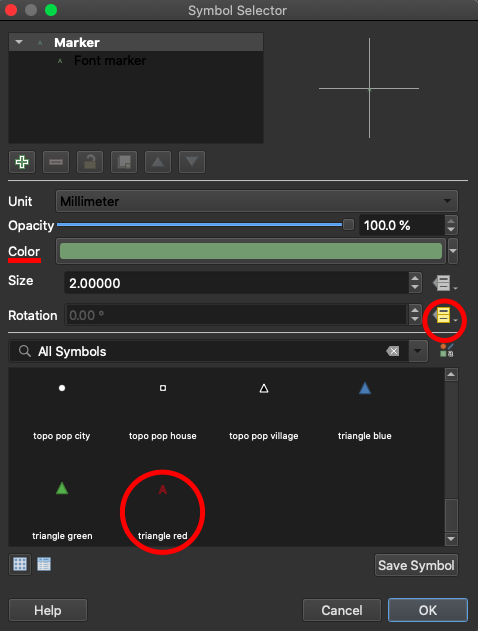 Symbol Selector
Marker
Font marker
Unit Millimeter
Opacity 100.0 %
Color
Size 2.00000
Rotation 0.00 °
All Symbols
topo pop city topo pop house topo pop village triangle blue
triangle green triangle red
Save Symbol
Help Cancel OK